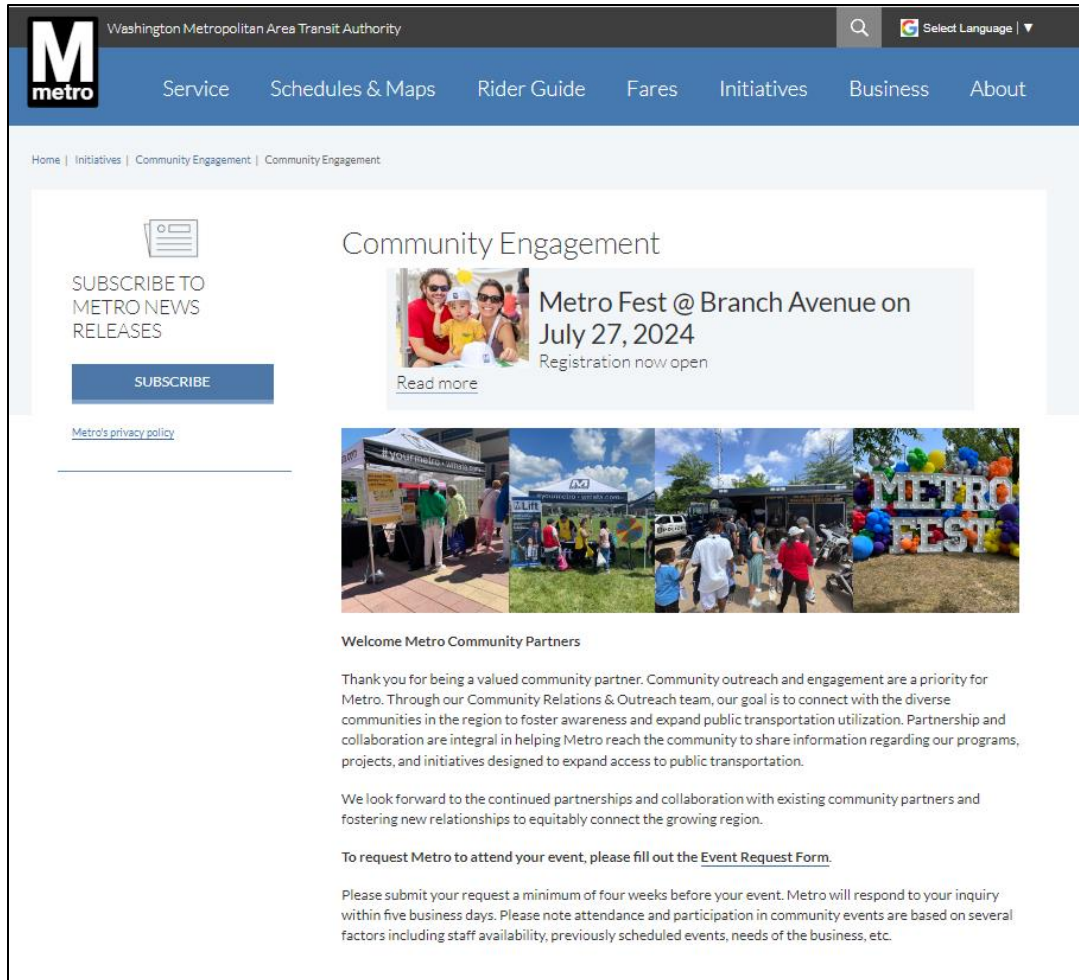 M
metro
Washington Metropolitan Area Transit Authority
Select Language | ▼
Service Schedules & Maps Rider Guide Fares Initiatives Business About
Home | Initiatives | Community Engagement | Community Engagement
SUBSCRIBE TO
METRO NEWS
RELEASES
SUBSCRIBE
Metro's privacy policy
Community Engagement
Metro Fest @ Branch Avenue on
July 27, 2024
Registration now open
Read more
#yourmetro • wmata.com
M
#yourmetro • wmata.com
Lift
POLICE
METRO
FEST
Welcome Metro Community Partners
Thank you for being a valued community partner. Community outreach and engagement are a priority for
Metro. Through our Community Relations & Outreach team, our goal is to connect with the diverse
communities in the region to foster awareness and expand public transportation utilization. Partnership and
collaboration are integral in helping Metro reach the community to share information regarding our programs,
projects, and initiatives designed to expand access to public transportation.
We look forward to the continued partnerships and collaboration with existing community partners and
fostering new relationships to equitably connect the growing region.
To request Metro to attend your event, please fill out the Event Request Form.
Please submit your request a minimum of four weeks before your event. Metro will respond to your inquiry
within five business days. Please note attendance and participation in community events are based on several
factors including staff availability, previously scheduled events, needs of the business, etc.